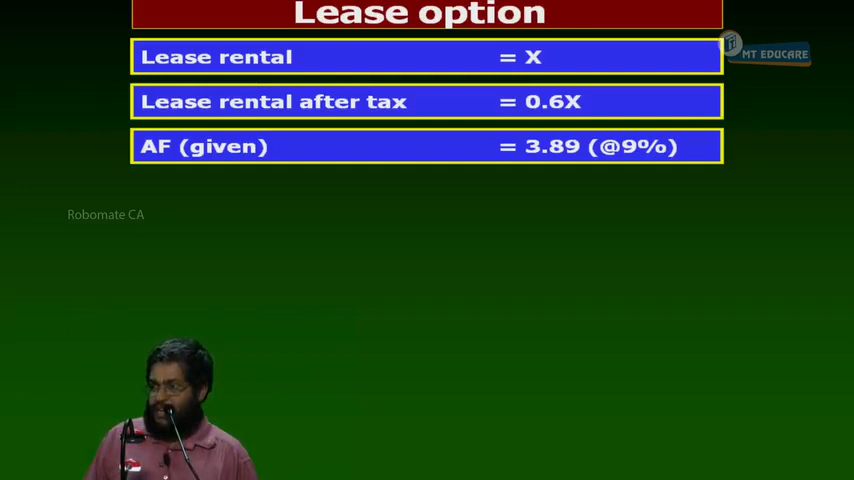 Lease option
MT EDUCARE
Lease rental = X
Lease rental after tax = 0.6X
AF (given) = 3.89 (@9%)
Robomate CA